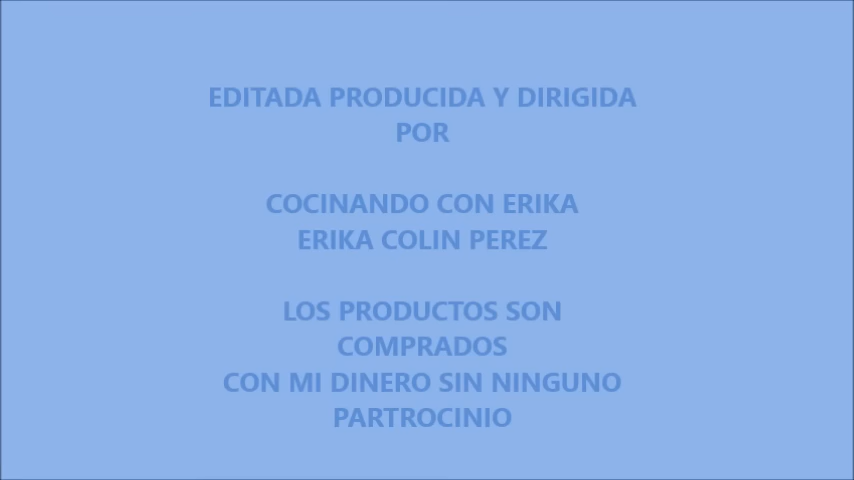 EDITADA PRODUCIDA Y DIRIGIDA
POR
COCINANDO CON ERIKA
ERIKA COLIN PEREZ
LOS PRODUCTOS SON
COMPRADOS
CON MI DINERO SIN NINGUNO
PARTROCINIO